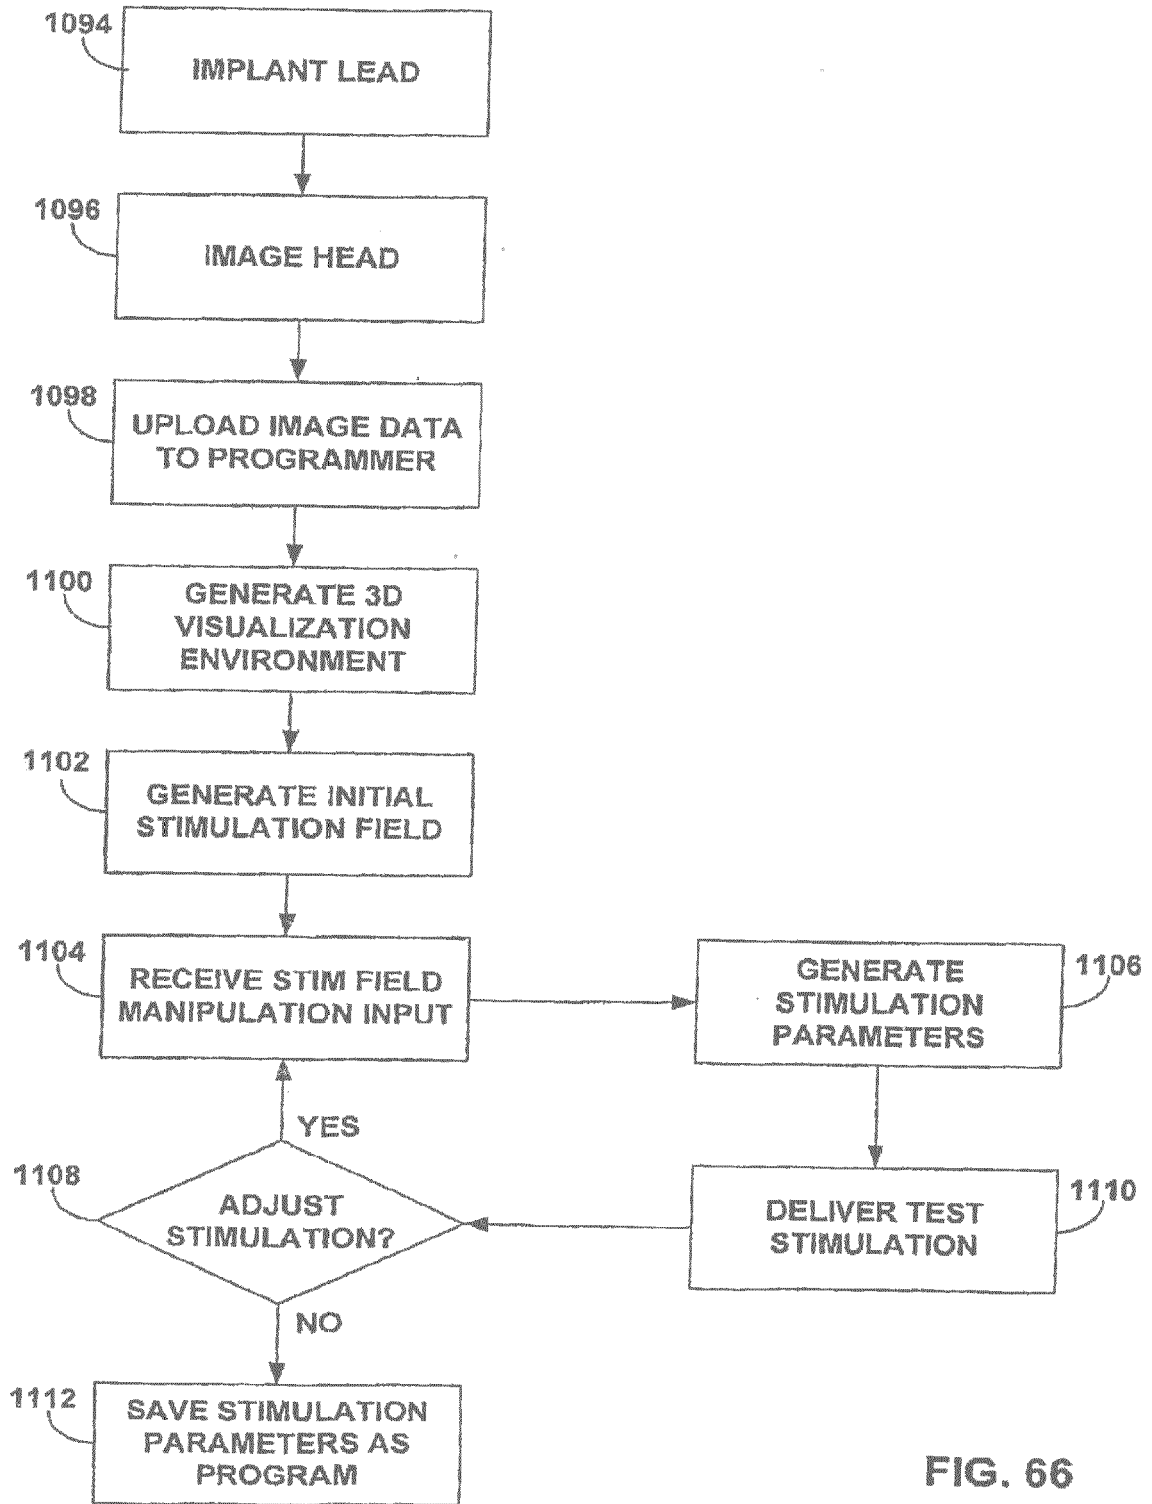 1094
IMPLANT LEAD
1096
IMAGE HEAD
1098
UPLOAD IMAGE DATA
TO PROGRAMMER
1100
GENERATE 3D
VISUALIZATION
ENVIRONMENT
1102
GENERATE INITIAL
STIMULATION FIELD
1104
RECEIVE STIM FIELD
MANIPULATION INPUT
1106
GENERATE
STIMULATION
PARAMETERS
YES
1108
ADJUST
STIMULATION?
1110
DELIVER TEST
STIMULATION
NO
1112
SAVE STIMULATION
PARAMETERS AS
PROGRAM
FIG. 66